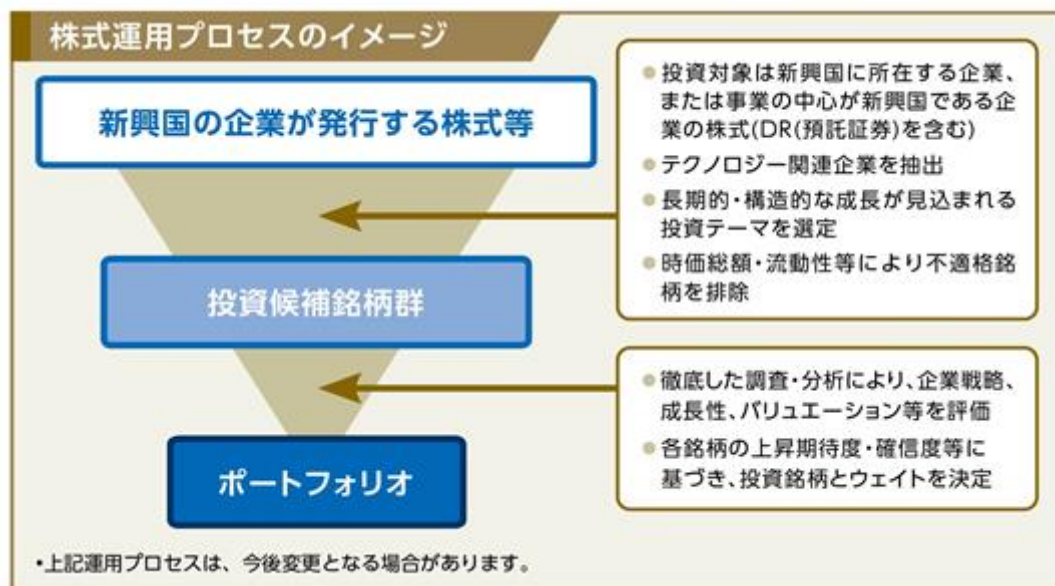 株式運用プロセスのイメージ
新興国の企業が発行する株式等
●投資対象は新興国に所在する企業、
または事業の中心が新興国である企
業の株式(DR(預託証券)を含む)
●テクノロジー関連企業を抽出
●長期的・構造的な成長が見込まれる
投資テーマを選定
●時価総額・流動性等により不適格銘
柄を排除
投資候補銘柄群
●徹底した調査・分析により、企業戦略、
成長性、バリュエーション等を評価
●各銘柄の上昇期待度・確信度等に
基づき、投資銘柄とウェイトを決定
ポートフォリオ
・上記運用プロセスは、今後変更となる場合があります。